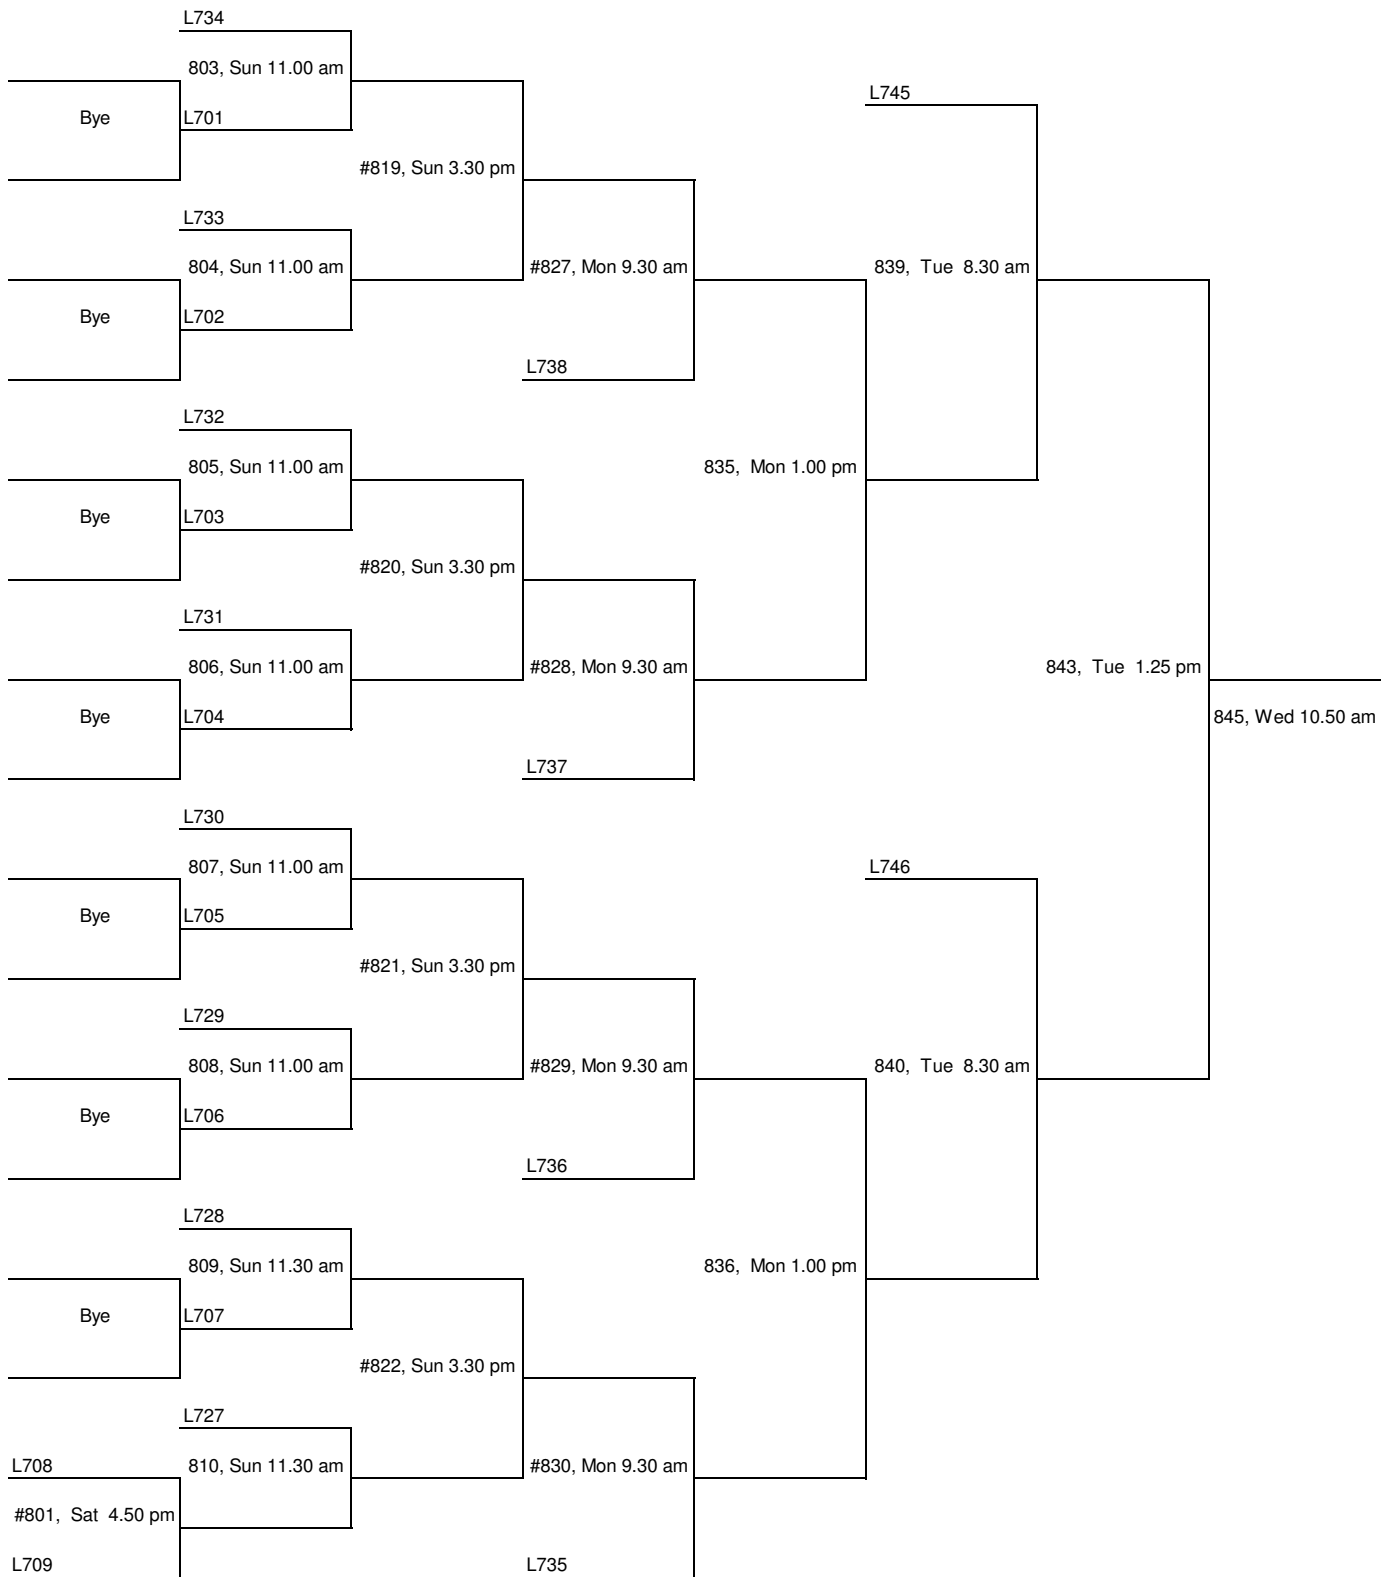 L734
803, Sun 11.00 am
L745
Bye
L701
#819, Sun 3.30 pm
L733
804, Sun 11.00 am
#827, Mon 9.30 am
839,  Tue  8.30 am
Bye
L702
L738
L732
805, Sun 11.00 am
835,  Mon 1.00 pm
Bye
L703
#820, Sun 3.30 pm
L731
806, Sun 11.00 am
#828, Mon 9.30 am
843,  Tue  1.25 pm
Bye
L704
845, Wed 10.50 am
L737
L730
807, Sun 11.00 am
L746
Bye
L705
#821, Sun 3.30 pm
L729
808, Sun 11.00 am
#829, Mon 9.30 am
840,  Tue  8.30 am
Bye
L706
L736
L728
809, Sun 11.30 am
836,  Mon 1.00 pm
Bye
L707
#822, Sun 3.30 pm
L727
L708
810, Sun 11.30 am
#830, Mon 9.30 am
#801,  Sat  4.50 pm
L709
L735